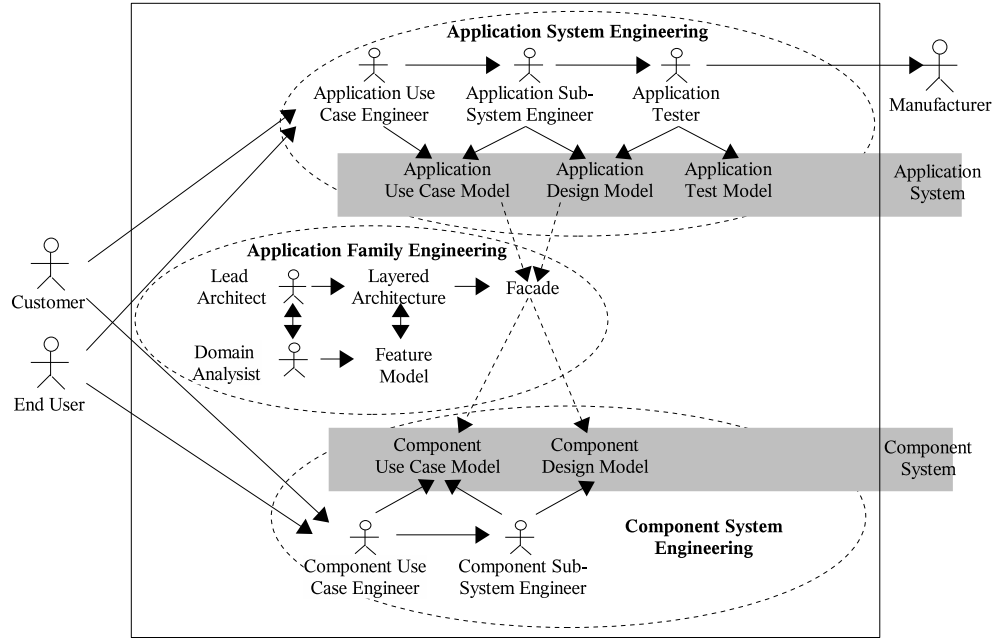 Application System Engineering
Application Use
Case Engineer
Application Sub-
System Engineer
Application
Tester
Manufacturer
Application
Use Case Model
Application
Design Model
Application
Test Model
Application
System
Customer
End User
Application Family Engineering
Lead
Architect
Layered
Architecture
Facade
Domain
Analysist
Feature
Model
Component
Use Case Model
Component
Design Model
Component
System
Component Use
Case Engineer
Component Sub-
System Engineer
Component System
Engineering